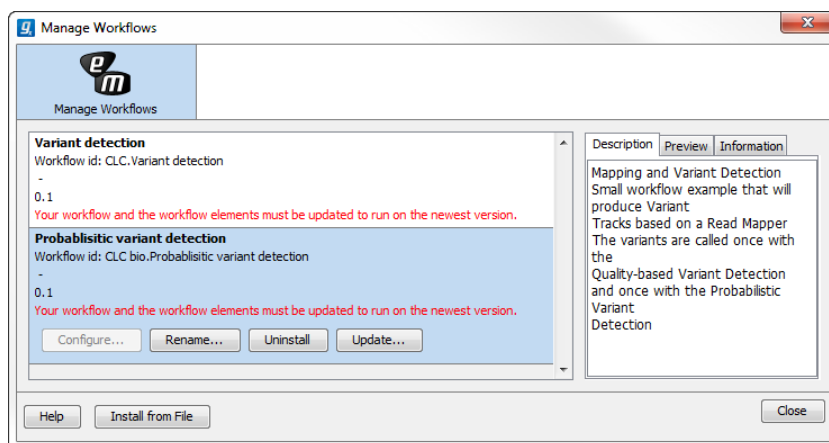 Manage Workflows
x
em
Manage Workflows
Variant detection
Workflow id: CLC.Variant detection
-
0.1
Your workflow and the workflow elements must be updated to run on the newest version.
Probablisitic variant detection
Workflow id: CLC bio.Probablisitic variant detection
-
0.1
Your workflow and the workflow elements must be updated to run on the newest version.
Configure...
Rename...
Uninstall
Update...
Description
Preview
Information
Mapping and Variant Detection
Small workflow example that will
produce Variant
Tracks based on a Read Mapper
The variants are called once with
the
Quality-based Variant Detection
and once with the Probabilistic
Variant
Detection
Help
Install from File
Close